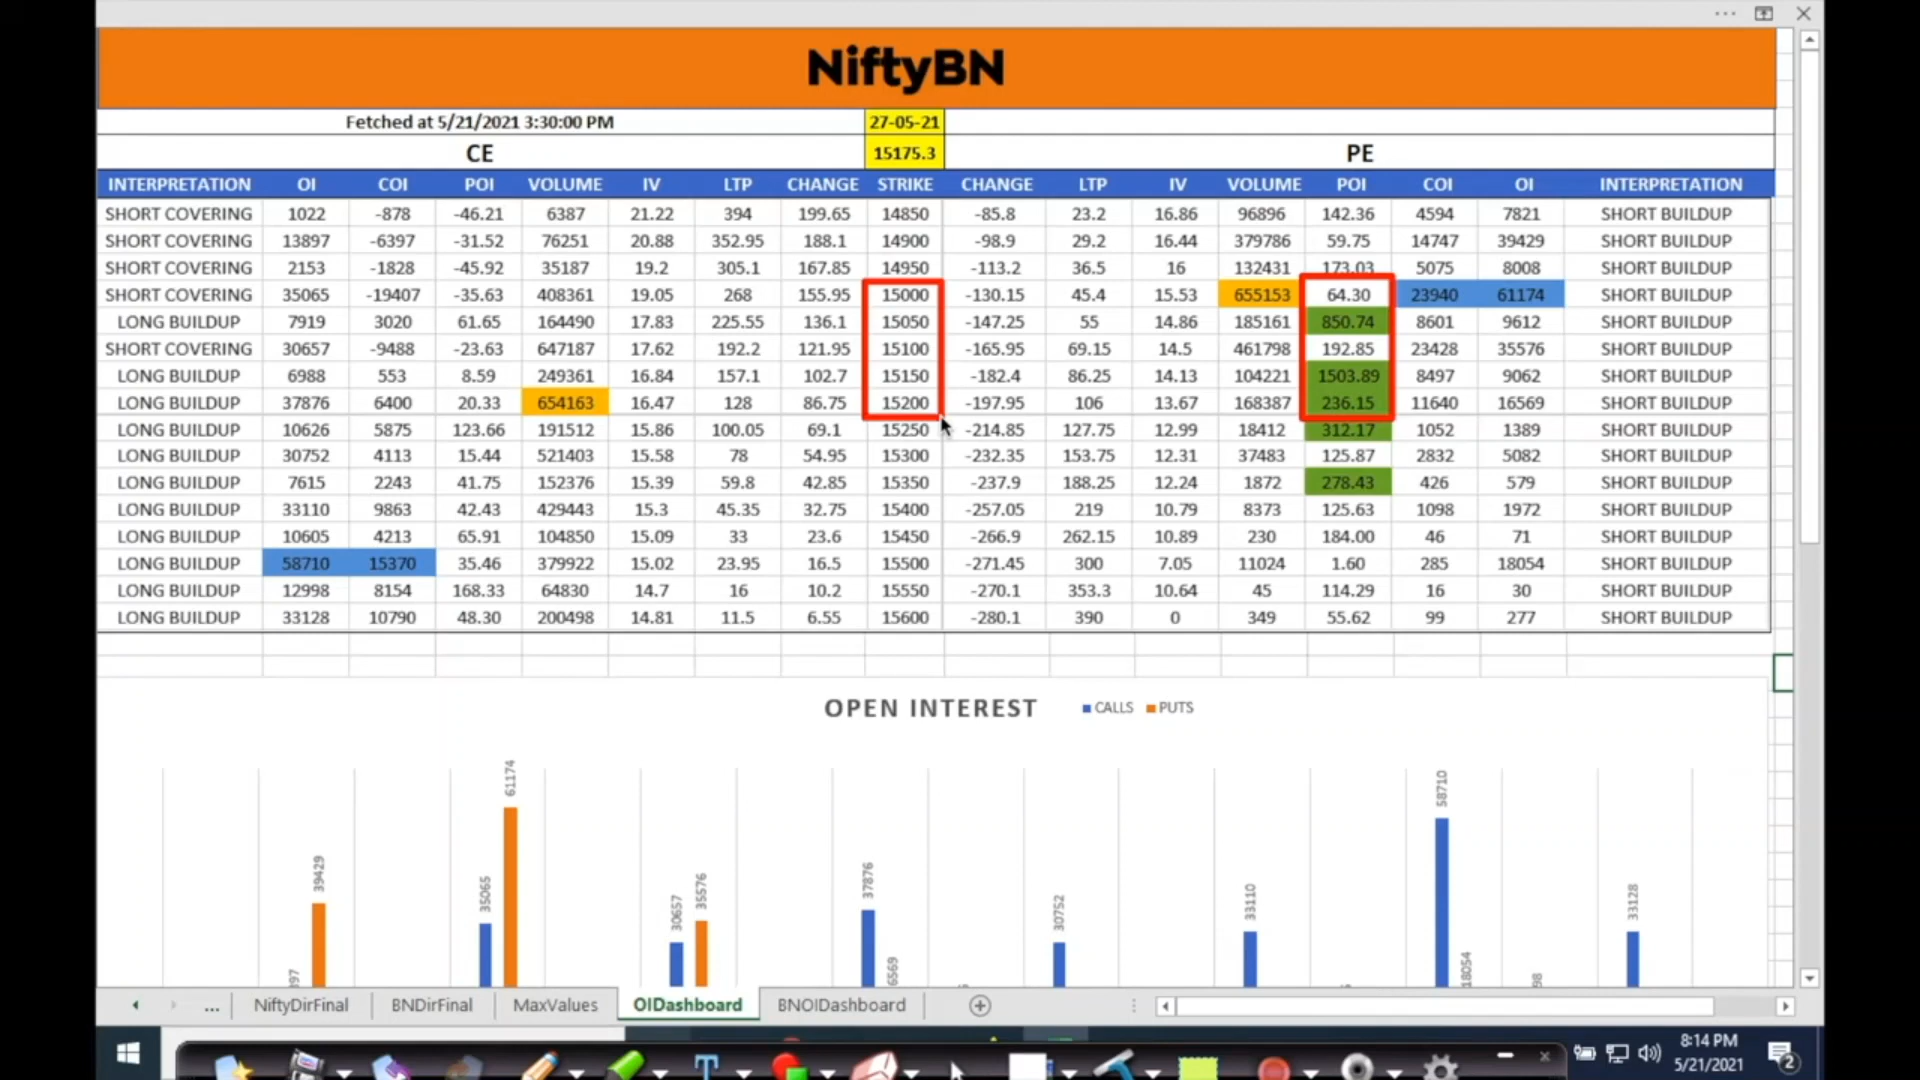 NiftyBN
Fetched at 5/21/2021 3:30:00 PM 27-05-21
CE 15175.3 PE
INTERPRETATION OI COI POI VOLUME IV LTP CHANGE STRIKE CHANGE LTP IV VOLUME POI COI OI INTERPRETATION
SHORT COVERING 1022 -878 -46.21 6387 21.22 394 199.65 14850 -85.8 23.2 16.86 96896 142.36 4594 7821 SHORT BUILDUP
SHORT COVERING 13897 -6397 -31.52 76251 20.88 352.95 188.1 14900 -98.9 29.2 16.44 379786 59.75 14747 39429 SHORT BUILDUP
SHORT COVERING 2153 -1828 -45.92 35187 19.2 305.1 167.85 14950 -113.2 36.5 16 132431 173.03 5075 8008 SHORT BUILDUP
SHORT COVERING 35065 -19407 -35.63 408361 19.05 268 155.95 15000 -130.15 45.4 15.53 655153 64.30 23940 61174 SHORT BUILDUP
LONG BUILDUP 7919 3020 61.65 164490 17.83 225.55 136.1 15050 -147.25 55 14.86 185161 850.74 8601 9612 SHORT BUILDUP
SHORT COVERING 30657 -9488 -23.63 647187 17.62 192.2 121.95 15100 -165.95 69.15 14.5 461798 192.85 23428 35576 SHORT BUILDUP
LONG BUILDUP 6988 553 8.59 249361 16.84 157.1 102.7 15150 -182.4 86.25 14.13 104221 1503.89 8497 9062 SHORT BUILDUP
LONG BUILDUP 37876 6400 20.33 654163 16.47 128 86.75 15200 -197.95 106 13.67 168387 236.15 11640 16569 SHORT BUILDUP
LONG BUILDUP 10626 5875 123.66 191512 15.86 100.05 69.1 15250 -214.85 127.75 12.99 18412 312.17 1052 1389 SHORT BUILDUP
LONG BUILDUP 30752 4113 15.44 521403 15.58 78 54.95 15300 -232.35 153.75 12.31 37483 125.87 2832 5082 SHORT BUILDUP
LONG BUILDUP 7615 2243 41.75 152376 15.39 59.8 42.85 15350 -237.9 188.25 12.24 1872 278.43 426 579 SHORT BUILDUP
LONG BUILDUP 33110 9863 42.43 429443 15.3 45.35 32.75 15400 -257.05 219 10.79 8373 125.63 1098 1972 SHORT BUILDUP
LONG BUILDUP 10605 4213 65.91 104850 15.09 33 23.6 15450 -266.9 262.15 10.89 230 184.00 46 71 SHORT BUILDUP
LONG BUILDUP 58710 15370 35.46 379922 15.02 23.95 16.5 15500 -271.45 300 7.05 11024 1.60 285 18054 SHORT BUILDUP
LONG BUILDUP 12998 8154 168.33 64830 14.7 16 10.2 15550 -270.1 353.3 10.64 45 114.29 16 30 SHORT BUILDUP
LONG BUILDUP 33128 10790 48.30 200498 14.81 11.5 6.55 15600 -280.1 390 0 349 55.62 99 277 SHORT BUILDUP
OPEN INTEREST CALLS PUTS
39429 35065 61174 30657 35576 37876 30752 33110 58710 18054 33128
... NiftyDirFinal BNDirFinal MaxValues OIDashboard BNOIDashboard
8:14 PM
5/21/2021
2